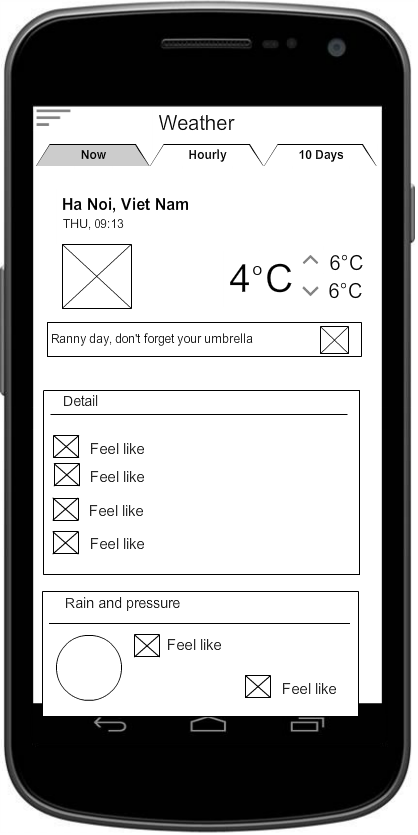 Weather
Now
Hourly
10 Days
Ha Noi, Viet Nam
THU, 09:13
4°C
6°C
6°C
Ranny day, don't forget your umbrella
Detail
Feel like
Feel like
Feel like
Feel like
Rain and pressure
Feel like
Feel like